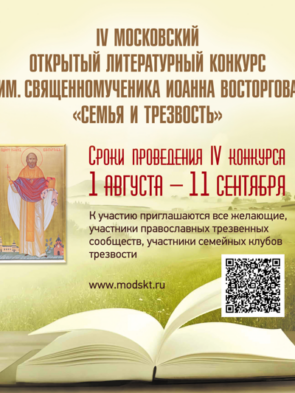 IV МОСКОВСКИЙ
ОТКРЫТЫЙ ЛИТЕРАТУРНЫЙ КОНКУРС
ИМ. СВЯЩЕННОМУЧЕНИКА ИОАННА ВОСТОРГОВА
«СЕМЬЯ И ТРЕЗВОСТЬ»
СРОКИ ПРОВЕДЕНИЯ IV КОНКУРСА
1 АВГУСТА – 11 СЕНТЯБРЯ
К участию приглашаются все желающие,
участники православных трезвенных
сообществ, участники семейных клубов
трезвости
www.modskt.ru